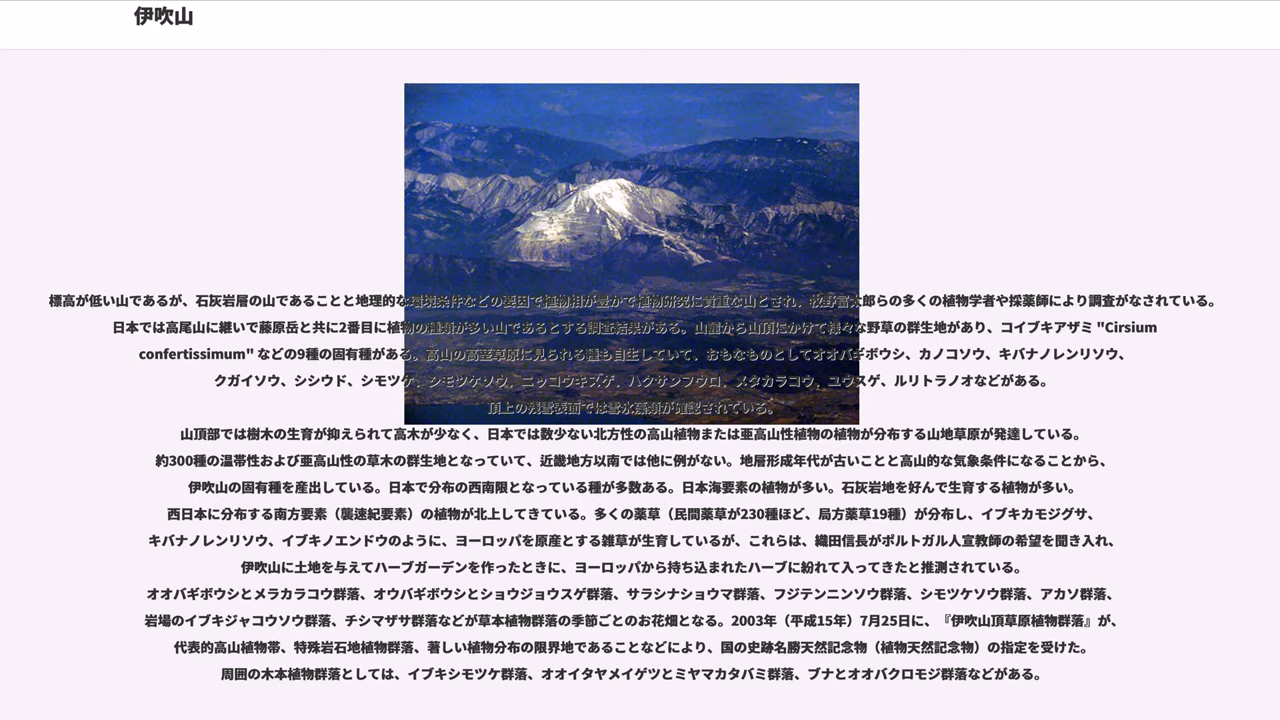 伊吹山
標高が低い山であるが、石灰岩層の山であることと地理的な環境条件などの要因で植物相が豊かで植物研究に貴重な山とされ、牧野富太郎らの多くの植物学者や採薬師により調査がなされている。
日本では高尾山に継いで藤原岳と共に2番目に植物の種類が多い山であるとする調査結果がある。山麓から山頂にかけて様々な野草の群生地があり、コイブキアザミ "Cirsium
confertissimum" などの9種の固有種がある。高山の高茎草原に見られる種も自生していて、おもなものとしてオオバギボウシ、カノコソウ、キバナノレンリソウ、
クガイソウ、シシウド、シモツケ、シモツケソウ、ニッコウキスゲ、ハクサンフウロ、メタカラコウ、ユウスゲ、ルリトラノオなどがある。
頂上の残雪表面では雪氷藻類が確認されている。
山頂部では樹木の生育が抑えられて高木が少なく、日本では数少ない北方性の高山植物または亜高山性植物の植物が分布する山地草原が発達している。
約300種の温帯性および亜高山性の草木の群生地となっていて、近畿地方以南では他に例がない。地層形成年代が古いことと高山的な気象条件になることから、
伊吹山の固有種を産出している。日本で分布の西南限となっている種が多数ある。日本海要素の植物が多い。石灰岩地を好んで生育する植物が多い。
西日本に分布する南方要素（襲速紀要素）の植物が北上してきている。多くの薬草（民間薬草が230種ほど、局方薬草19種）が分布し、イブキカモジグサ、
キバナノレンリソウ、イブキノエンドウのように、ヨーロッパを原産とする雑草が生育しているが、これらは、織田信長がポルトガル人宣教師の希望を聞き入れ、
伊吹山に土地を与えてハーブガーデンを作ったときに、ヨーロッパから持ち込まれたハーブに紛れて入ってきたと推測されている。
オオバギボウシとメラカラコウ群落、オウバギボウシとショウジョウスゲ群落、サラシナショウマ群落、フジテンニンソウ群落、シモツケソウ群落、アカソ群落、
岩場のイブキジャコウソウ群落、チシマザサ群落などが草本植物群落の季節ごとのお花畑となる。2003年（平成15年）7月25日に、『伊吹山頂草原植物群落』が、
代表的高山植物帯、特殊岩石地植物群落、著しい植物分布の限界地であることなどにより、国の史跡名勝天然記念物（植物天然記念物）の指定を受けた。
周囲の木本植物群落としては、イブキシモツケ群落、オオイタヤメイゲツとミヤマカタバミ群落、ブナとオオバクロモジ群落などがある。